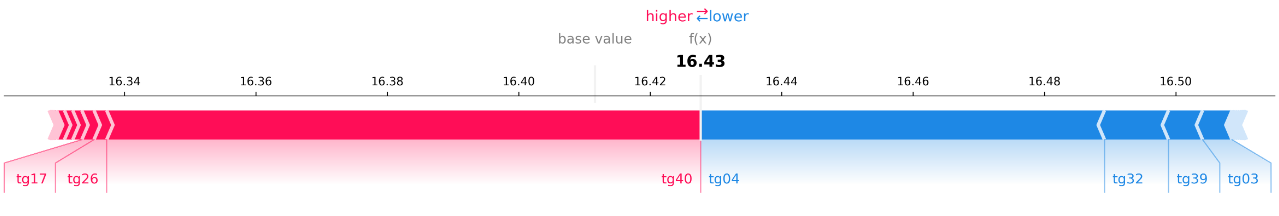 higher ⇄ lower
base value f(x)
16.43
16.34 16.36 16.38 16.40 16.42 16.44 16.46 16.48 16.50
tg17 tg26 tg40 tg04 tg32 tg39 tg03